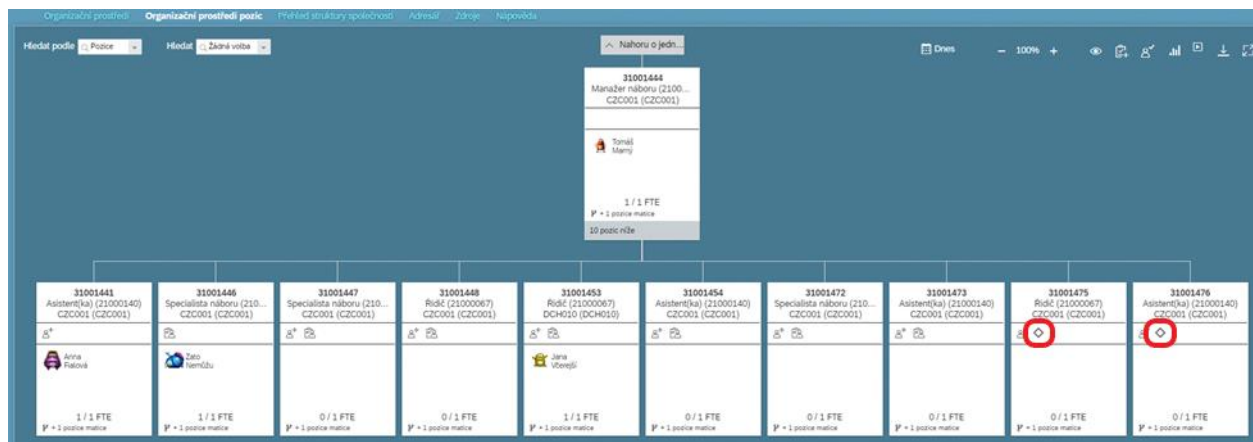 Organizační prostředí Organizační prostředí pozic Přehled struktury společnosti Adresář Zdroje Nápověda
Hledat podle Pozice Hledat Žádná volba Nahoru o jedn... Dnes − 100% +
31001444
Manažer náboru (2100...
CZC001 (CZC001)
Tomáš
Marný
1 / 1 FTE
+ 1 pozice matice
10 pozic níže
31001441
Asistent(ka) (21000140)
CZC001 (CZC001)
Anna
Fialová
1 / 1 FTE
+ 1 pozice matice
31001446
Specialista náboru (210...
CZC001 (CZC001)
Zato
Nemůžu
1 / 1 FTE
+ 1 pozice matice
31001447
Specialista náboru (210...
CZC001 (CZC001)
0 / 1 FTE
+ 1 pozice matice
31001448
Řidič (21000067)
CZC001 (CZC001)
0 / 1 FTE
+ 1 pozice matice
31001453
Řidič (21000067)
DCH010 (DCH010)
Jana
Včerejší
1 / 1 FTE
+ 1 pozice matice
31001454
Asistent(ka) (21000140)
CZC001 (CZC001)
0 / 1 FTE
+ 1 pozice matice
31001472
Specialista náboru (210...
CZC001 (CZC001)
0 / 1 FTE
+ 1 pozice matice
31001473
Asistent(ka) (21000140)
CZC001 (CZC001)
0 / 1 FTE
+ 1 pozice matice
31001475
Řidič (21000067)
CZC001 (CZC001)
0 / 1 FTE
+ 1 pozice matice
31001476
Asistent(ka) (21000140)
CZC001 (CZC001)
0 / 1 FTE
+ 1 pozice matice